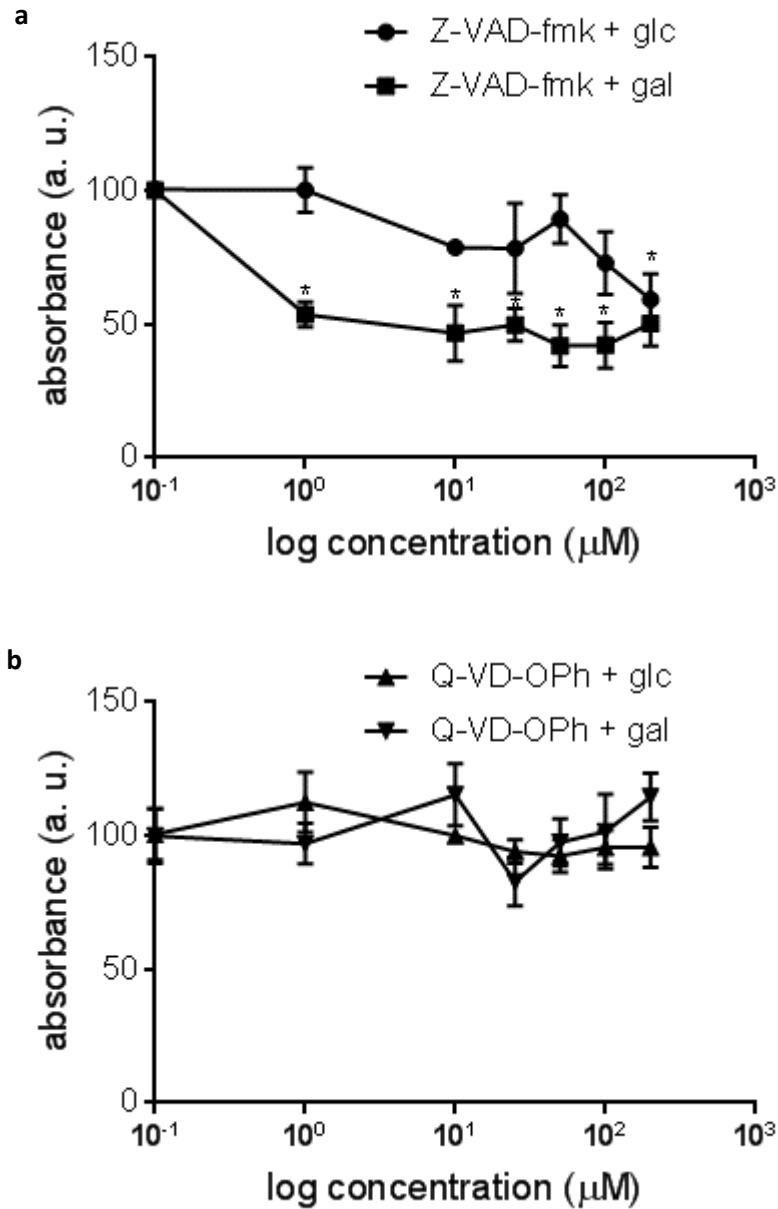 a
Z-VAD-fmk + glc
Z-VAD-fmk + gal
150
100
50
0
absorbance (a. u.)
* * * * * *
10⁻¹ 10⁰ 10¹ 10² 10³
log concentration (μM)
b
Q-VD-OPh + glc
Q-VD-OPh + gal
150
100
50
0
absorbance (a. u.)
10⁻¹ 10⁰ 10¹ 10² 10³
log concentration (μM)